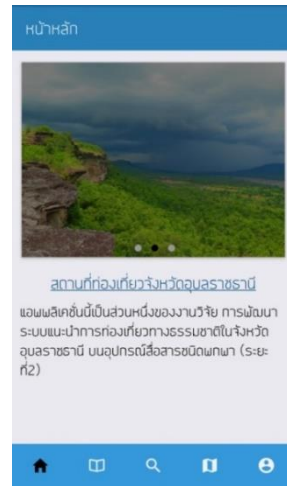 หน้าหลัก
สถานที่ท่องเที่ยวจังหวัดอุบลราชธานี
แอพพลิเคชั่นนี้เป็นส่วนหนึ่งของงานวิจัย การพัฒนา
ระบบแนะนำการท่องเที่ยวทางธรรมชาติในจังหวัด
อุบลราชธานี บนอุปกรณ์สื่อสารชนิดพกพา (ระยะ
ที่2)